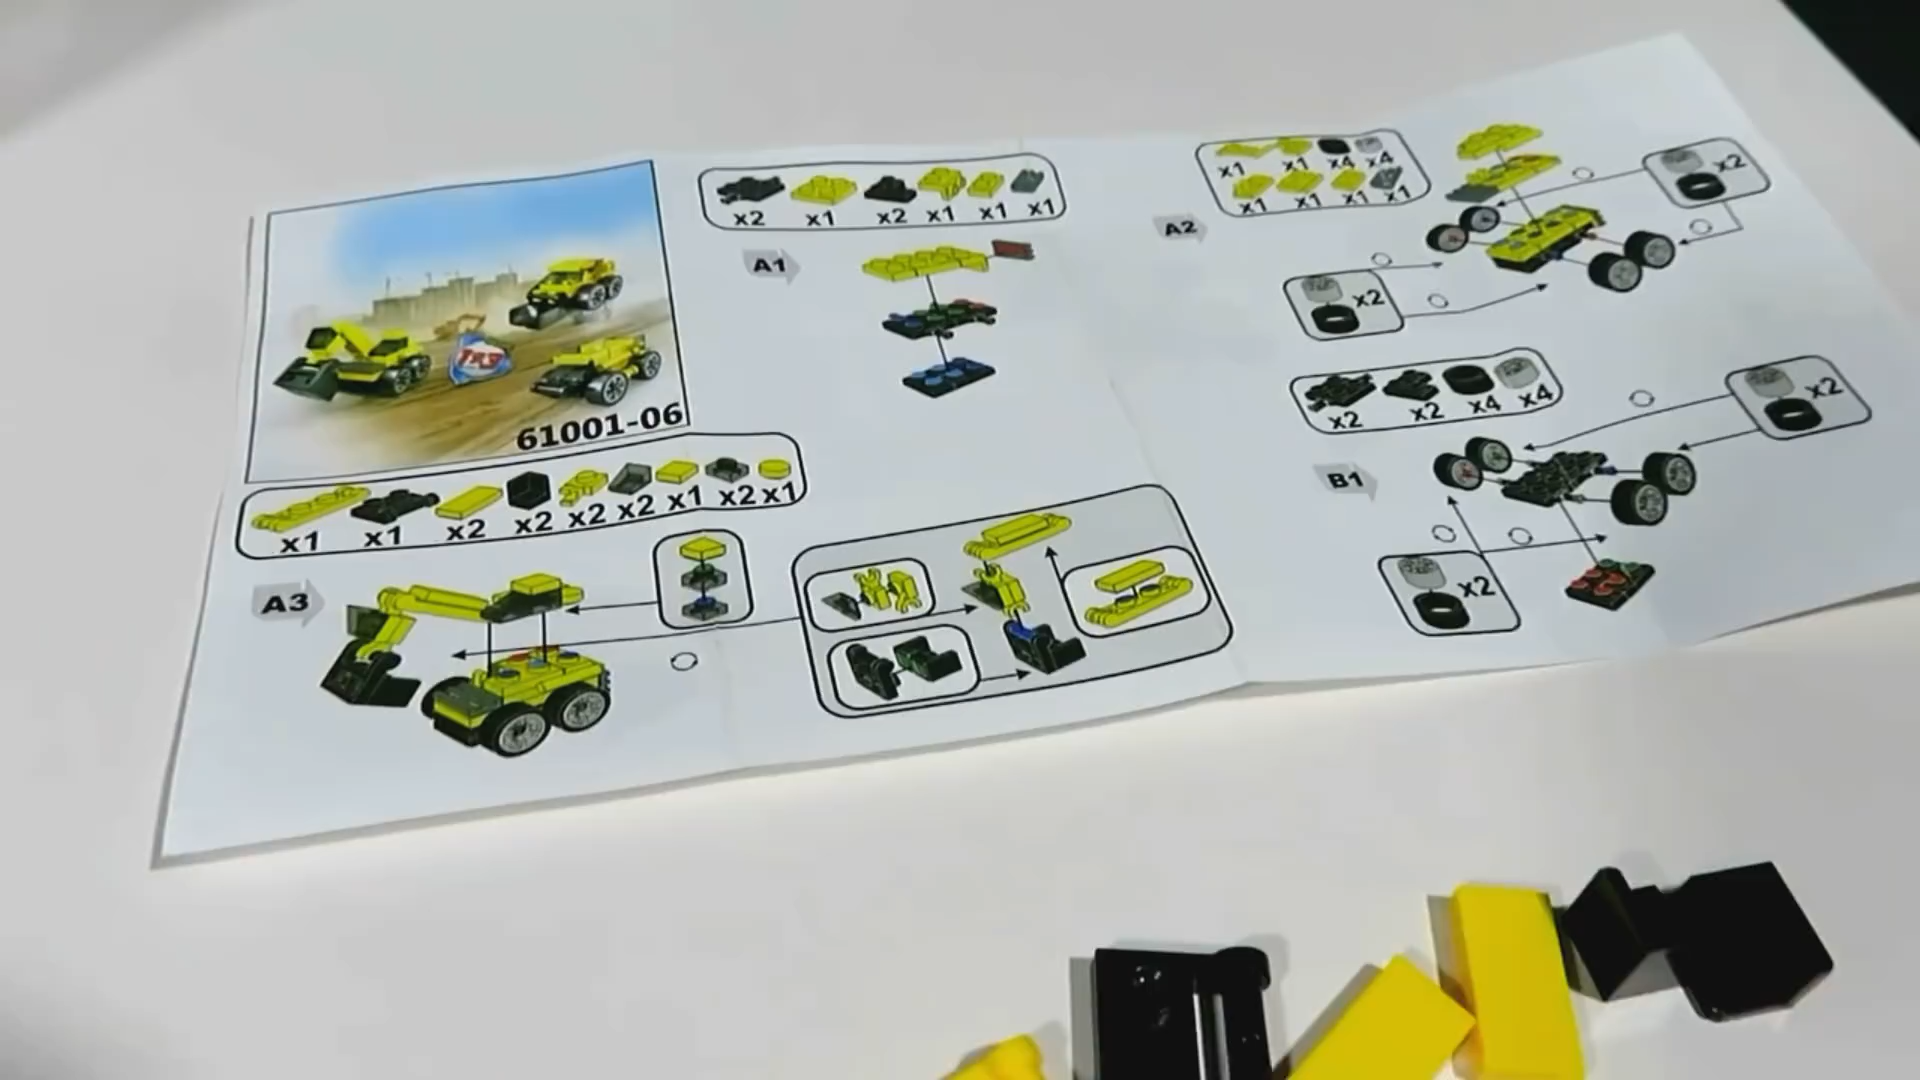 61001-06
x1 x1 x2 x2 x2 x2 x1 x2 x1
A3
x2 x1 x2 x1 x1 x1
A1
x1 x1 x4 x4
x1 x1 x1 x1
A2
x2
x2
x2 x2 x4 x4
B1
x2
x2